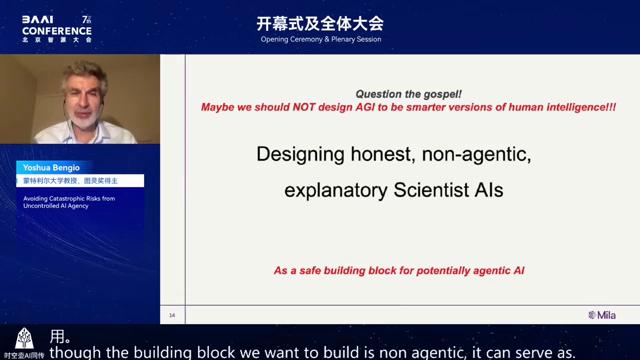 BAAI
CONFERENCE
北京智源大会
7th
开幕式及全体大会
Opening Ceremony & Plenary Session
Yoshua Bengio
蒙特利尔大学教授、图灵奖得主
Avoiding Catastrophic Risks from
Uncontrolled AI Agency
Question the gospel!
Maybe we should NOT design AGI to be smarter versions of human intelligence!!!
Designing honest, non-agentic,
explanatory Scientist AIs
As a safe building block for potentially agentic AI
14
Mila
时空壶AI同传
用。
though the building block we want to build is non agentic, it can serve as.